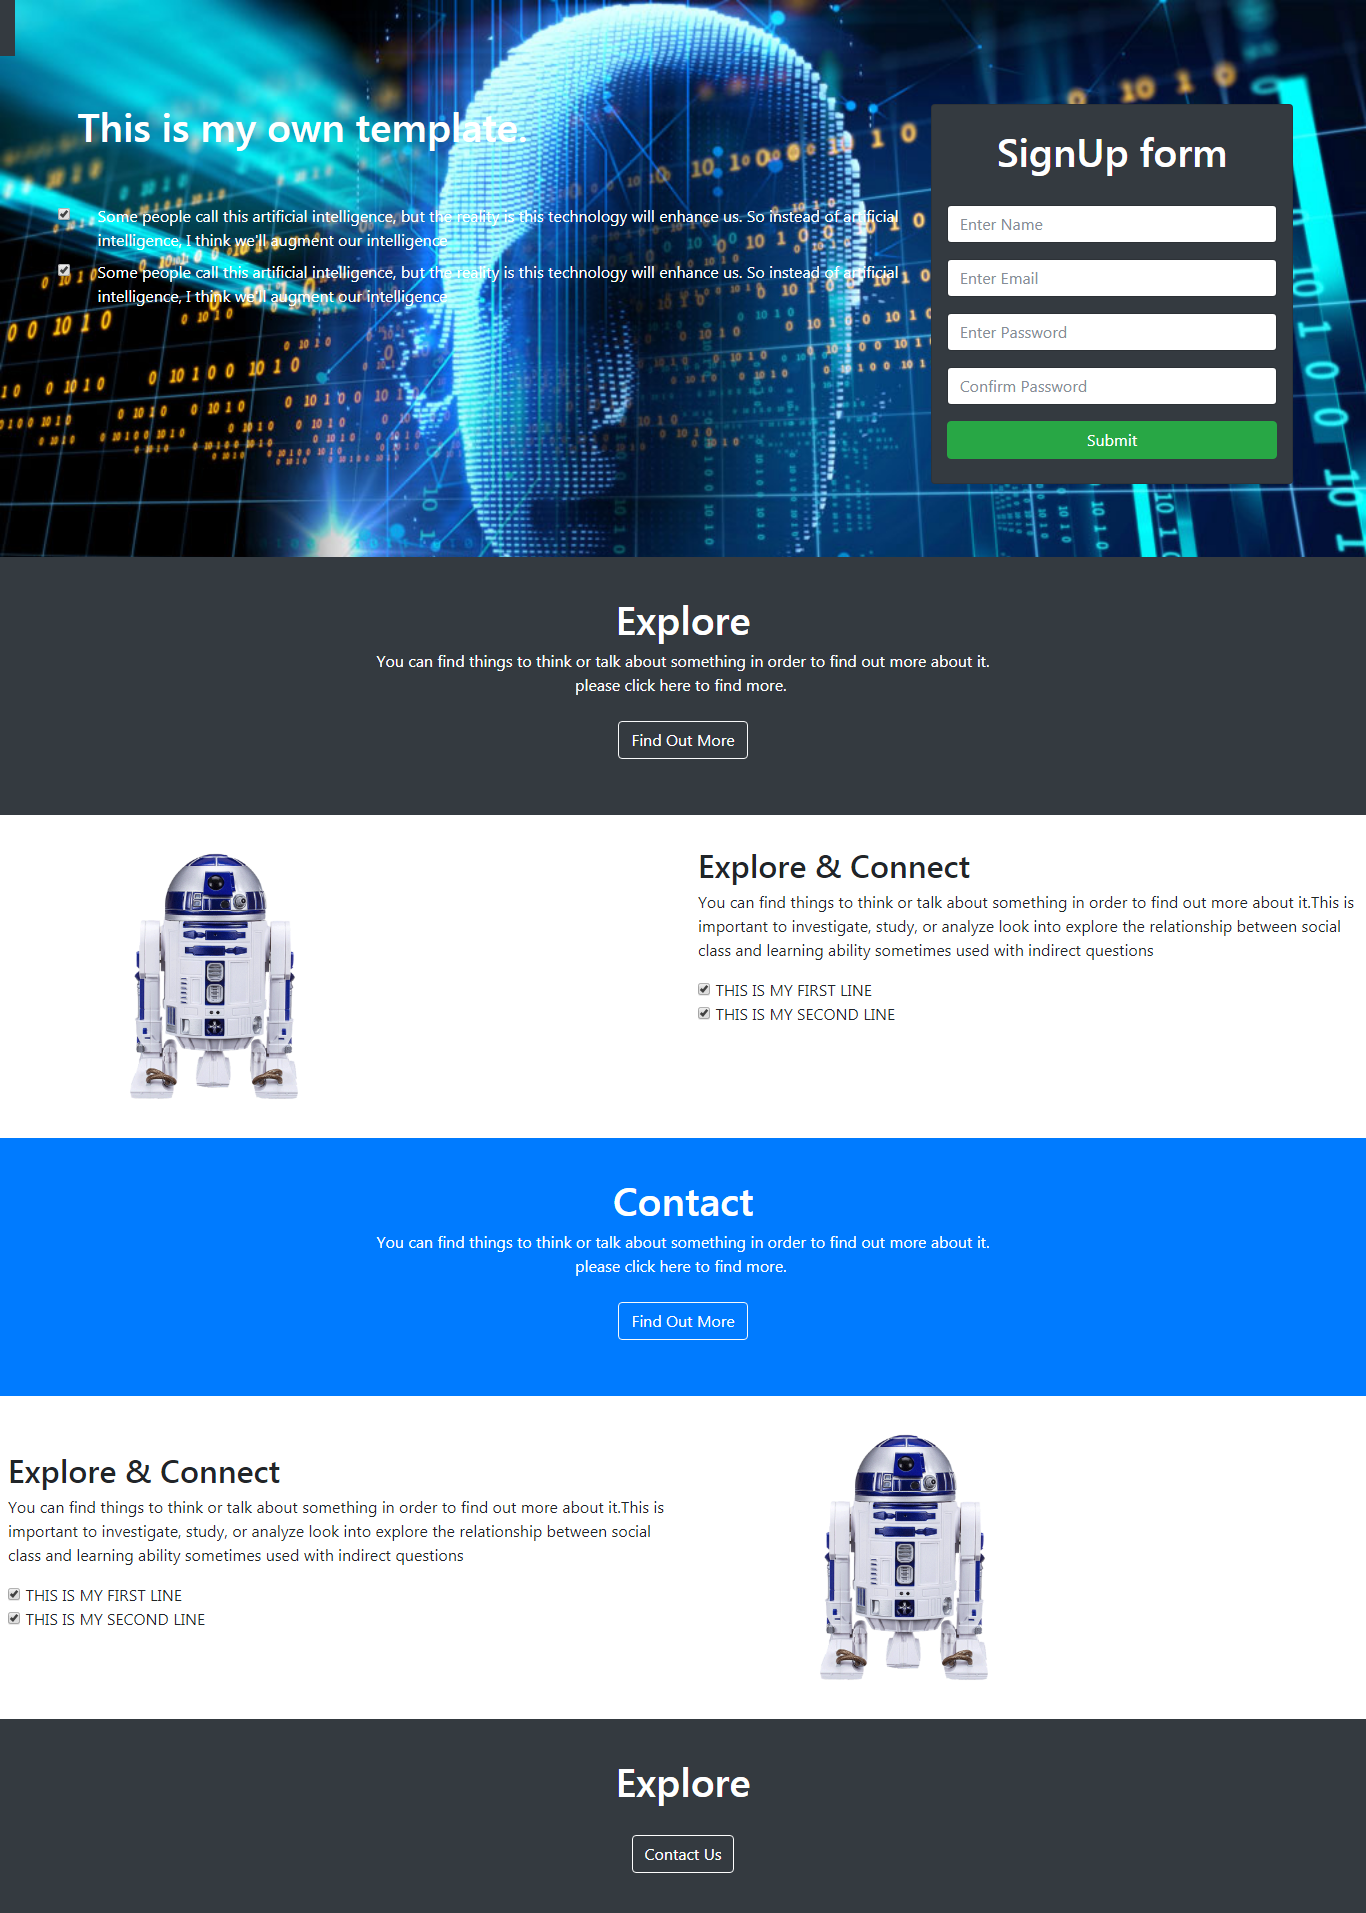 This is my own template.
Some people call this artificial intelligence, but the reality is this technology will enhance us. So instead of artificial
intelligence, I think we'll augment our intelligence
Some people call this artificial intelligence, but the reality is this technology will enhance us. So instead of artificial
intelligence, I think we'll augment our intelligence
SignUp form
Enter Name
Enter Email
Enter Password
Confirm Password
Submit
Explore
You can find things to think or talk about something in order to find out more about it.
please click here to find more.
Find Out More
Explore & Connect
You can find things to think or talk about something in order to find out more about it.This is
important to investigate, study, or analyze look into explore the relationship between social
class and learning ability sometimes used with indirect questions
THIS IS MY FIRST LINE
THIS IS MY SECOND LINE
Contact
You can find things to think or talk about something in order to find out more about it.
please click here to find more.
Find Out More
Explore & Connect
You can find things to think or talk about something in order to find out more about it.This is
important to investigate, study, or analyze look into explore the relationship between social
class and learning ability sometimes used with indirect questions
THIS IS MY FIRST LINE
THIS IS MY SECOND LINE
Explore
Contact Us